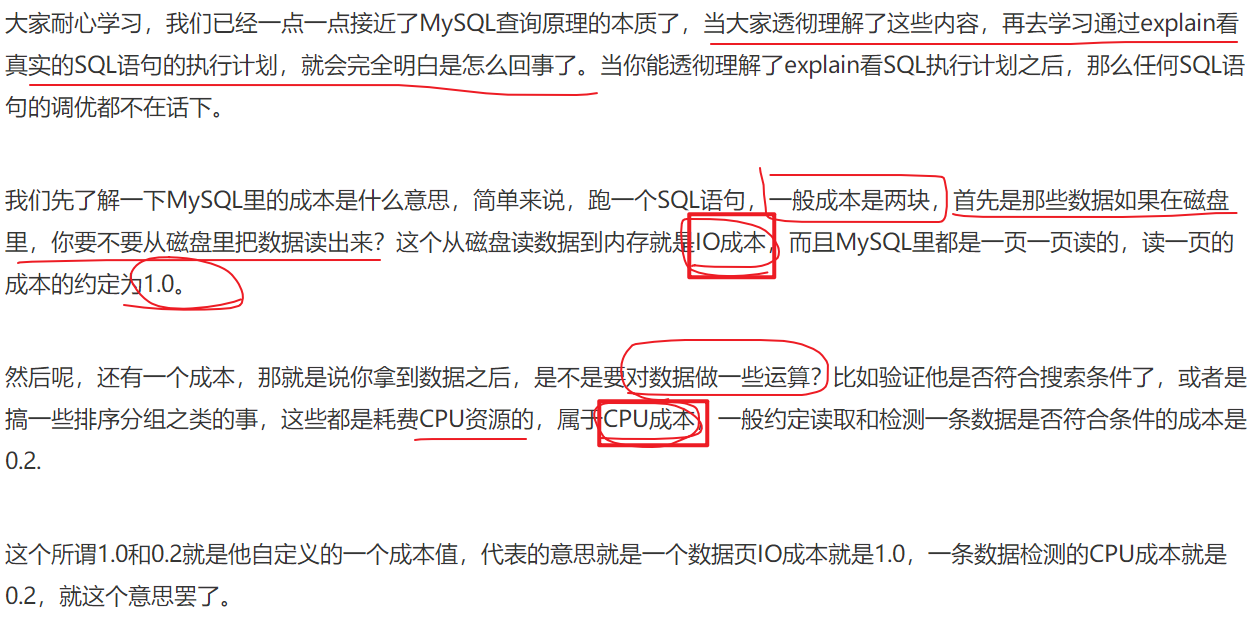 大家耐心学习，我们已经一点一点接近了MySQL查询原理的本质了，当大家透彻理解了这些内容，再去学习通过explain看
真实的SQL语句的执行计划，就会完全明白是怎么回事了。当你能透彻理解了explain看SQL执行计划之后，那么任何SQL语
句的调优都不在话下。
我们先了解一下MySQL里的成本是什么意思，简单来说，跑一个SQL语句，一般成本是两块，首先是那些数据如果在磁盘
里，你要不要从磁盘里把数据读出来？这个从磁盘读数据到内存就是IO成本，而且MySQL里都是一页一页读的，读一页的
成本的约定为1.0。
然后呢，还有一个成本，那就是说你拿到数据之后，是不是要对数据做一些运算？比如验证他是否符合搜索条件了，或者是
搞一些排序分组之类的事，这些都是耗费CPU资源的，属于CPU成本，一般约定读取和检测一条数据是否符合条件的成本是
0.2.
这个所谓1.0和0.2就是他自定义的一个成本值，代表的意思就是一个数据页IO成本就是1.0，一条数据检测的CPU成本就是
0.2，就这个意思罢了。